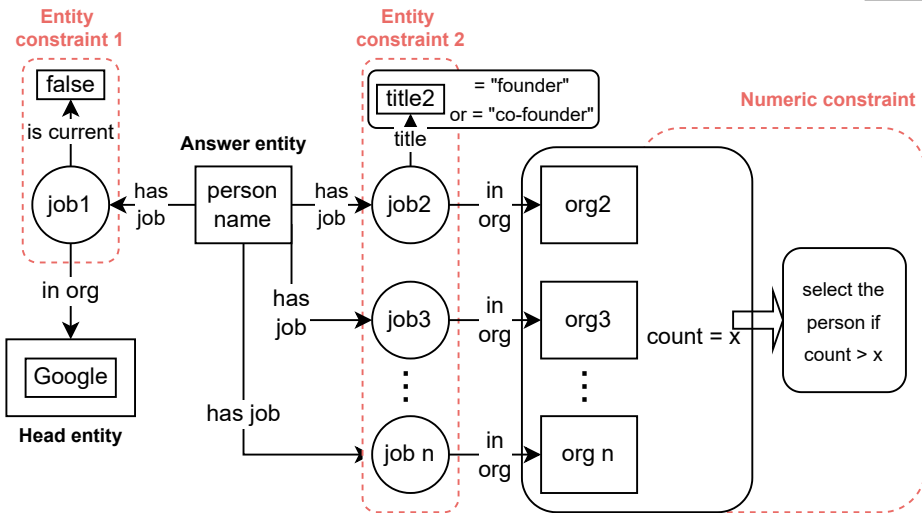 Entity
constraint 1
false
is current
job1
in org
Google
Head entity
has
job
Answer entity
person
name
has
job
has
job
has job
Entity
constraint 2
title2
= "founder"
or = "co-founder"
title
job2
job3
job n
in
org
in
org
in
org
org2
org3
org n
count = x
Numeric constraint
select the
person if
count > x